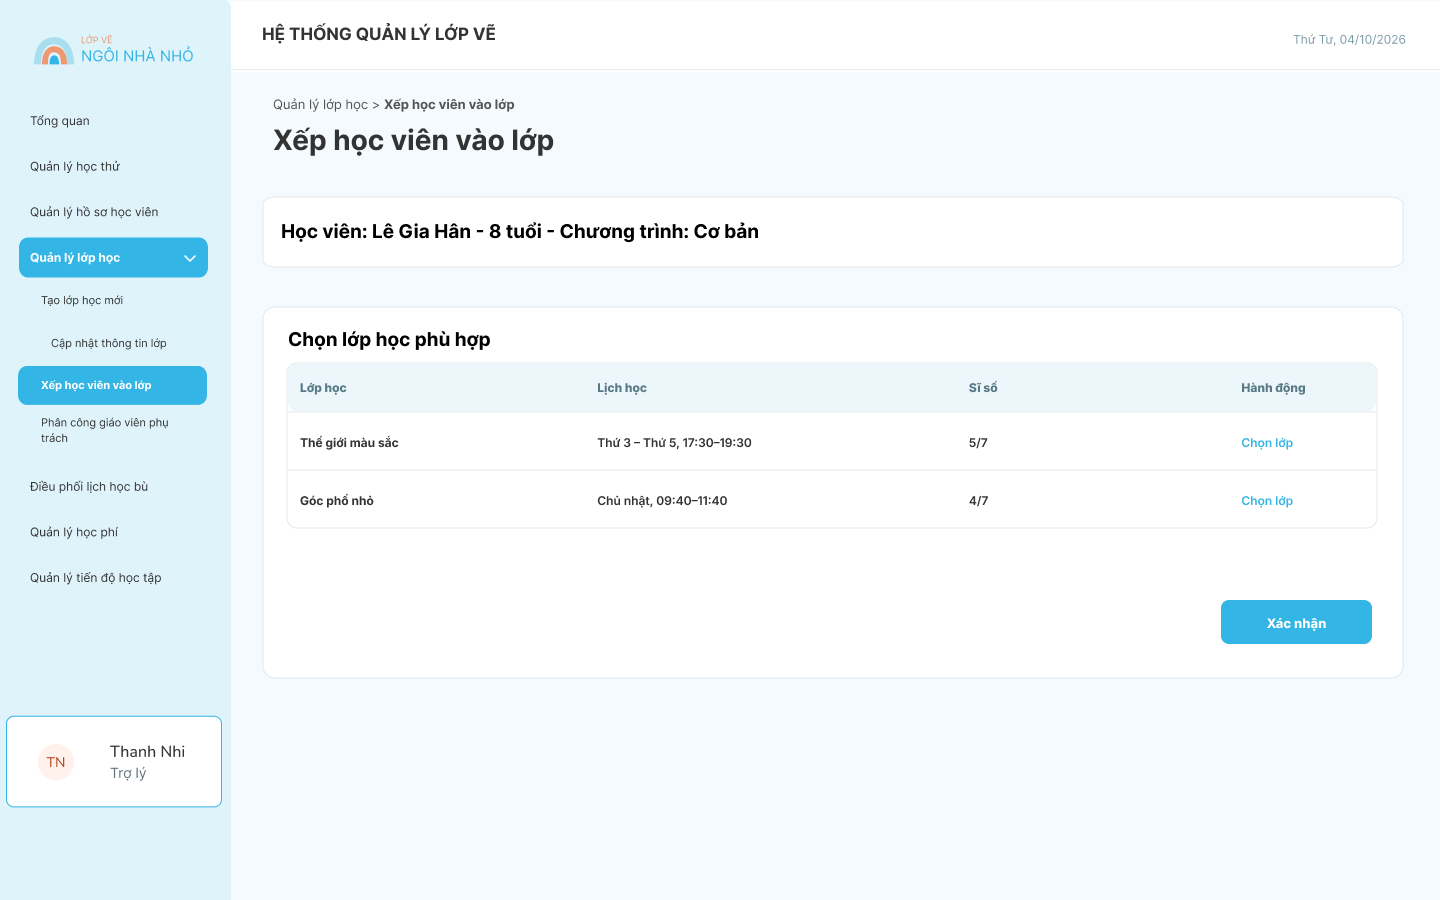 LỚP VẼ
NGÔI NHÀ NHỎ
Tổng quan
Quản lý học thử
Quản lý hồ sơ học viên
Quản lý lớp học
Tạo lớp học mới
Cập nhật thông tin lớp
Xếp học viên vào lớp
Phân công giáo viên phụ
trách
Điều phối lịch học bù
Quản lý học phí
Quản lý tiến độ học tập
TN
Thanh Nhi
Trợ lý
HỆ THỐNG QUẢN LÝ LỚP VẼ
Thứ Tư, 04/10/2026
Quản lý lớp học > Xếp học viên vào lớp
Xếp học viên vào lớp
Học viên: Lê Gia Hân - 8 tuổi - Chương trình: Cơ bản
Chọn lớp học phù hợp
Lớp học Lịch học Sĩ số Hành động
Thế giới màu sắc Thứ 3 – Thứ 5, 17:30–19:30 5/7 Chọn lớp
Góc phố nhỏ Chủ nhật, 09:40–11:40 4/7 Chọn lớp
Xác nhận